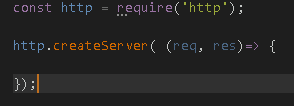 const http = require('http');
http.createServer( (req, res)=> {
});